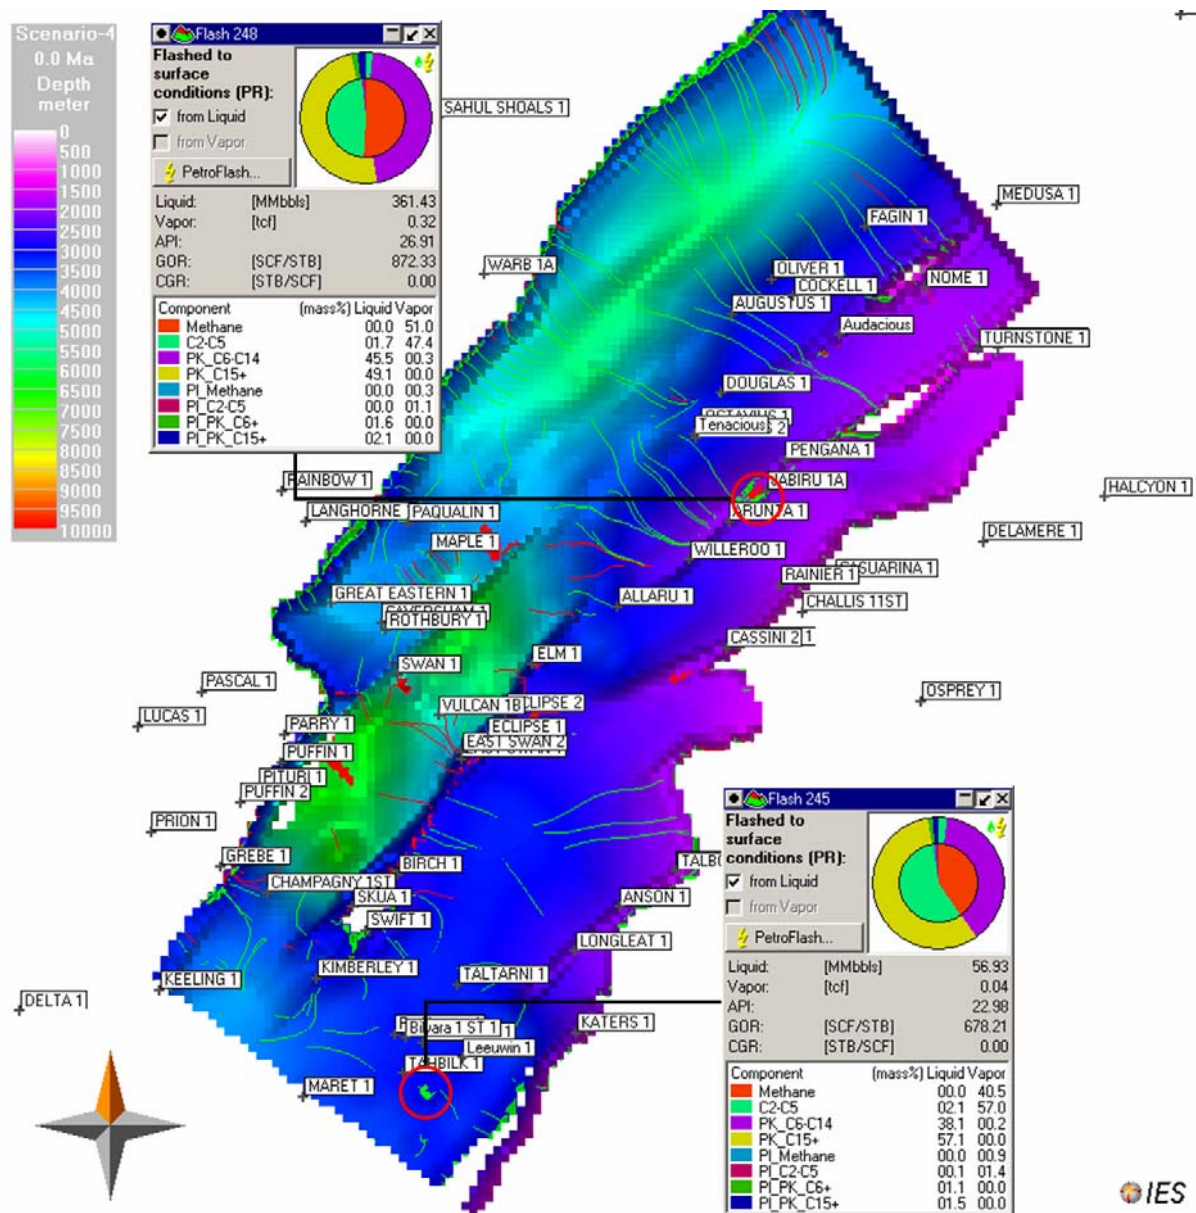 Scenario-4
0.0 Ma
Depth
meter
0
500
1000
1500
2000
2500
3000
3500
4000
4500
5000
5500
6000
6500
7000
7500
8000
8500
9000
9500
10000
Flash 248
Flashed to
surface
conditions (PR):
from Liquid
from Vapor
PetroFlash...
Liquid: [MMbbls] 361.43
Vapor: [tcf] 0.32
API: 26.91
GOR: [SCF/STB] 872.33
CGR: [STB/SCF] 0.00
Component (mass%) Liquid Vapor
Methane 00.0 51.0
C2-C5 01.7 47.4
PK_C6-C14 45.5 00.3
PK_C15+ 49.1 00.0
PI_Methane 00.0 00.3
PI_C2-C5 00.0 01.1
PI_PK_C6+ 01.6 00.0
PI_PK_C15+ 02.1 00.0
SAHUL SHOALS 1
MEDUSA 1
FAGIN 1
WARB 1A
OLIVER 1
NOME 1
COCKELL 1
AUGUSTUS 1
Audacious
TURNSTONE 1
DOUGLAS 1
Tenacious
PENGANA 1
RAINBOW 1
JABIRU 1A
HALCYON 1
LANGHORNE
PAQUALIN 1
DELAMERE 1
MAPLE 1
WILLEROO 1
RAINIER 1
GREAT EASTERN 1
ALLARU 1
CHALLIS 11ST
ROTHBURY 1
CASSINI 2
ELM 1
SWAN 1
PASCAL 1
OSPREY 1
LUCAS 1
VULCAN 1B
PARRY 1
ECLIPSE 1
EAST SWAN 2
PUFFIN 1
PITURI 1
PUFFIN 2
PRION 1
GREBE 1
BIRCH 1
CHAMPAGNY 1ST
SKUA 1
ANSON 1
SWIFT 1
LONGLEAT 1
KIMBERLEY 1
TALTARNI 1
KEELING 1
DELTA 1
KATERS 1
Bilyara 1 ST 1
Leeuwin 1
TAHBILK 1
MARET 1
Flash 245
Flashed to
surface
conditions (PR):
from Liquid
from Vapor
PetroFlash...
Liquid: [MMbbls] 56.93
Vapor: [tcf] 0.04
API: 22.98
GOR: [SCF/STB] 678.21
CGR: [STB/SCF] 0.00
Component (mass%) Liquid Vapor
Methane 00.0 40.5
C2-C5 02.1 57.0
PK_C6-C14 38.1 00.2
PK_C15+ 57.1 00.0
PI_Methane 00.0 00.9
PI_C2-C5 00.1 01.4
PI_PK_C6+ 01.1 00.0
PI_PK_C15+ 01.5 00.0
IES